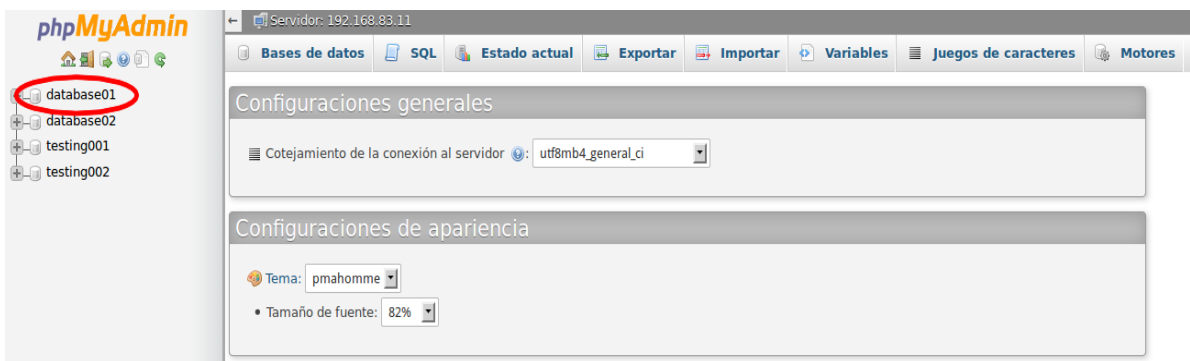 phpMyAdmin
Servidor: 192.168.83.11
Bases de datos SQL Estado actual Exportar Importar Variables Juegos de caracteres Motores
database01
database02
testing001
testing002
Configuraciones generales
Cotejamiento de la conexión al servidor : utf8mb4_general_ci
Configuraciones de apariencia
Tema: pmahomme
• Tamaño de fuente: 82%